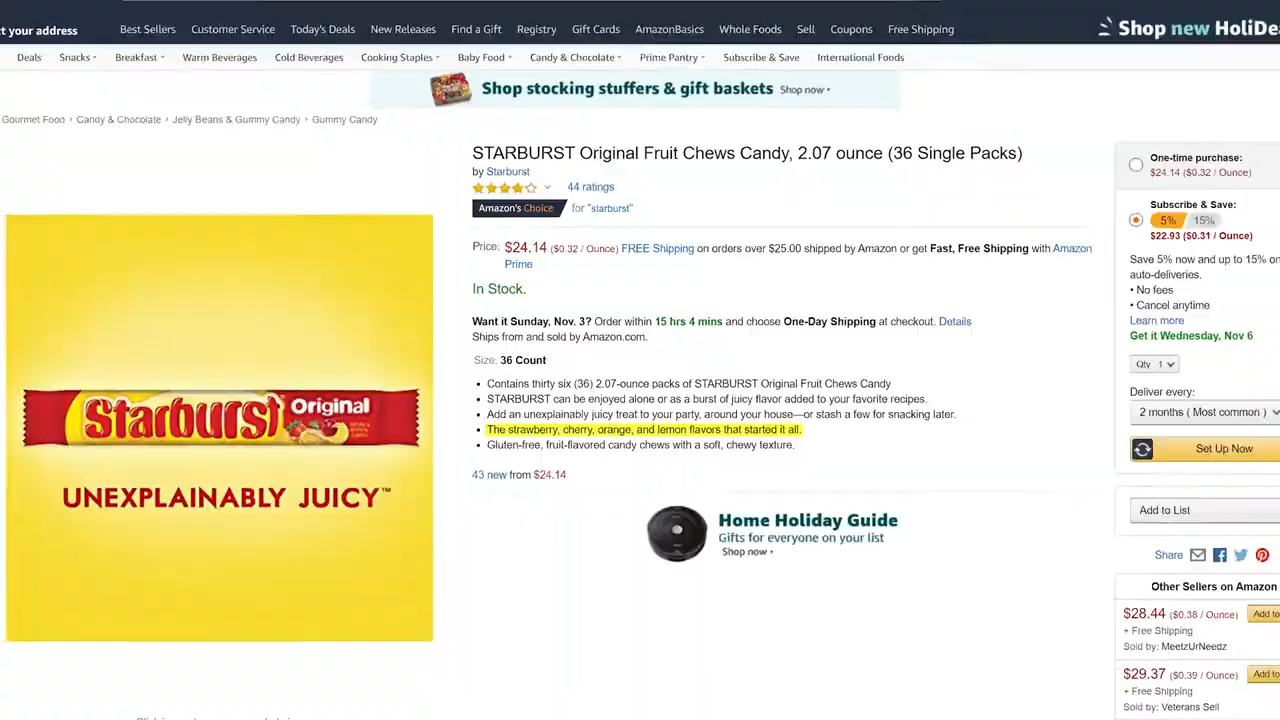 t your address
Best Sellers Customer Service Today's Deals New Releases Find a Gift Registry Gift Cards AmazonBasics Whole Foods Sell Coupons Free Shipping
Shop new HoliDea
Deals Snacks Breakfast Warm Beverages Cold Beverages Cooking Staples Baby Food Candy & Chocolate Prime Pantry Subscribe & Save International Foods
Shop stocking stuffers & gift baskets Shop now
Gourmet Food › Candy & Chocolate › Jelly Beans & Gummy Candy › Gummy Candy
Starburst Original
UNEXPLAINABLY JUICY™
STARBURST Original Fruit Chews Candy, 2.07 ounce (36 Single Packs)
by Starburst
44 ratings
Amazon's Choice for "starburst"
Price: $24.14 ($0.32 / Ounce) FREE Shipping on orders over $25.00 shipped by Amazon or get Fast, Free Shipping with Amazon
Prime
In Stock.
Want it Sunday, Nov. 3? Order within 15 hrs 4 mins and choose One-Day Shipping at checkout. Details
Ships from and sold by Amazon.com.
Size: 36 Count
• Contains thirty six (36) 2.07-ounce packs of STARBURST Original Fruit Chews Candy
• STARBURST can be enjoyed alone or as a burst of juicy flavor added to your favorite recipes.
• Add an unexplainably juicy treat to your party, around your house—or stash a few for snacking later.
• The strawberry, cherry, orange, and lemon flavors that started it all.
• Gluten-free, fruit-flavored candy chews with a soft, chewy texture.
43 new from $24.14
Home Holiday Guide
Gifts for everyone on your list
Shop now
One-time purchase:
$24.14 ($0.32 / Ounce)
Subscribe & Save:
5% 15%
$22.93 ($0.31 / Ounce)
Save 5% now and up to 15% on
auto-deliveries.
• No fees
• Cancel anytime
Learn more
Get it Wednesday, Nov 6
Qty 1
Deliver every:
2 months ( Most common )
Set Up Now
Add to List
Share
Other Sellers on Amazon
$28.44 ($0.38 / Ounce) Add to
+ Free Shipping
Sold by: MeetzUrNeedz
$29.37 ($0.39 / Ounce) Add to
+ Free Shipping
Sold by: Veterans Sell